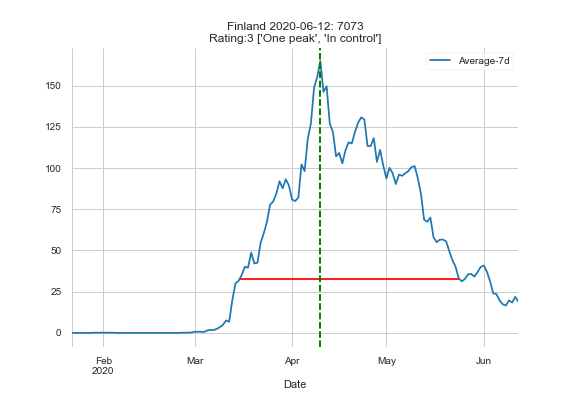 Finland 2020-06-12: 7073
Rating:3 ['One peak', 'In control']
Average-7d
150
125
100
75
50
25
0
Feb
2020
Mar
Apr
May
Jun
Date